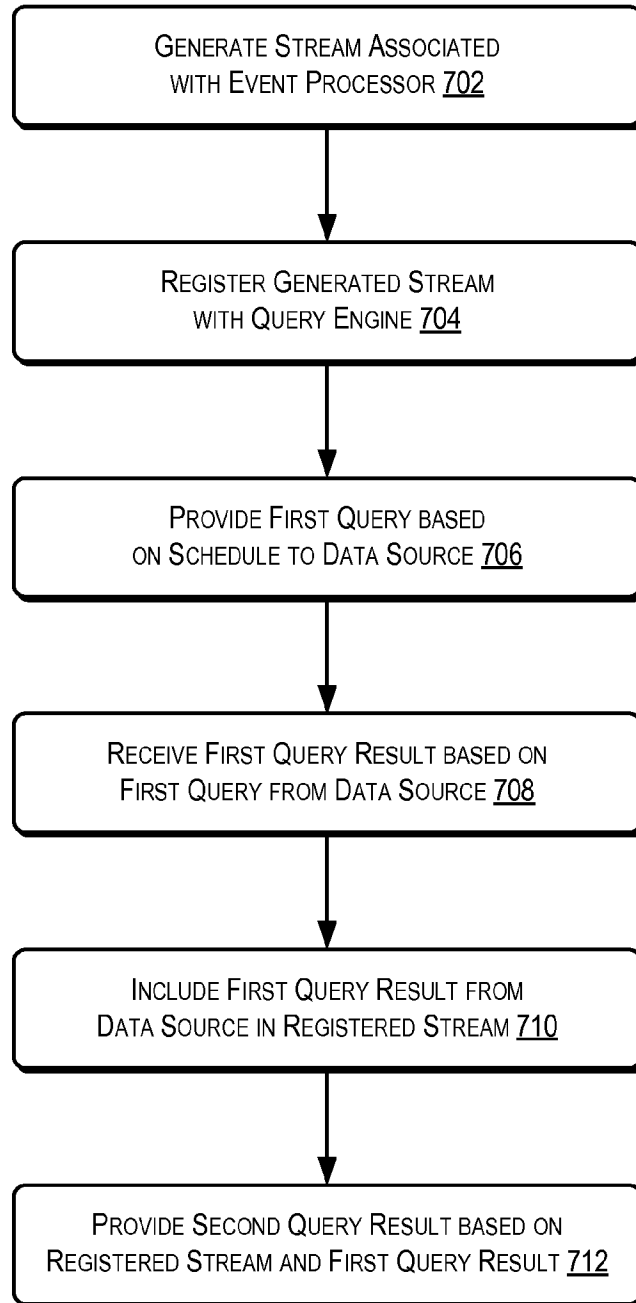 GENERATE STREAM ASSOCIATED
WITH EVENT PROCESSOR 702
REGISTER GENERATED STREAM
WITH QUERY ENGINE 704
PROVIDE FIRST QUERY BASED
ON SCHEDULE TO DATA SOURCE 706
RECEIVE FIRST QUERY RESULT BASED ON
FIRST QUERY FROM DATA SOURCE 708
INCLUDE FIRST QUERY RESULT FROM
DATA SOURCE IN REGISTERED STREAM 710
PROVIDE SECOND QUERY RESULT BASED ON
REGISTERED STREAM AND FIRST QUERY RESULT 712